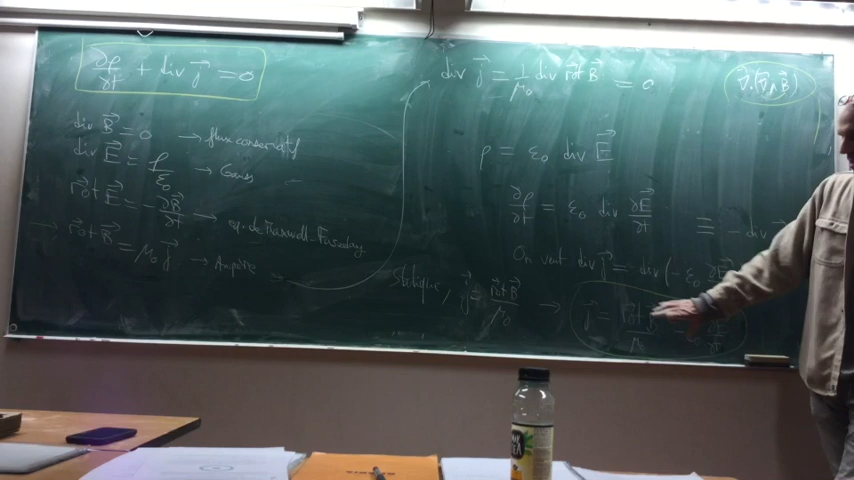 ∂ρ/∂t + div j⃗ = 0
div B⃗ = 0 → flux conservatif
div E⃗ = ρ/ε₀ → Gauss
rot⃗ E⃗ = - ∂B⃗/∂t → eq. de Maxwell-Faraday
→ rot⃗ B⃗ = μ₀ j⃗ → Ampère
div j⃗ = 1/μ₀ div rot⃗ B⃗ = 0
∇⃗.(∇⃗∧B⃗)
ρ = ε₀ div E⃗
∂ρ/∂t = ε₀ div ∂E⃗/∂t ≡ - div
On veut div j⃗ = - div (- ε₀ ∂E⃗
Statique, j⃗ = rot⃗ B⃗/μ₀ → j⃗ =